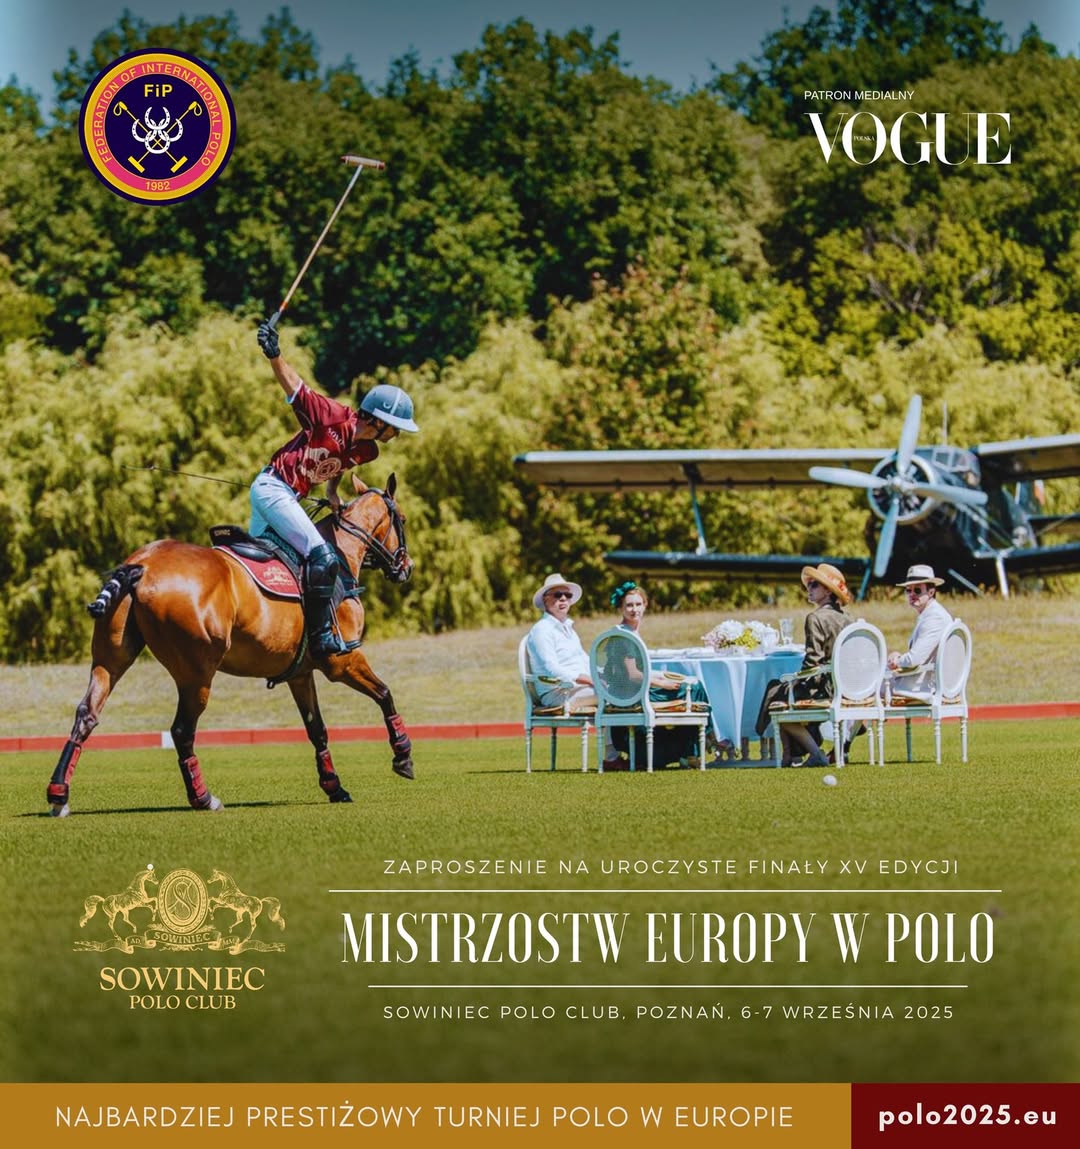 FEDERATION OF INTERNATIONAL POLO
FiP
1982
PATRON MEDIALNY
VOGUE
POLSKA
ZAPROSZENIE NA UROCZYSTE FINAŁY XV EDYCJI
MISTRZOSTW EUROPY W POLO
SOWINIEC POLO CLUB, POZNAŃ, 6-7 WRZEŚNIA 2025
SOWINIEC
SOWINIEC
POLO CLUB
NAJBARDZIEJ PRESTIŻOWY TURNIEJ POLO W EUROPIE
polo2025.eu